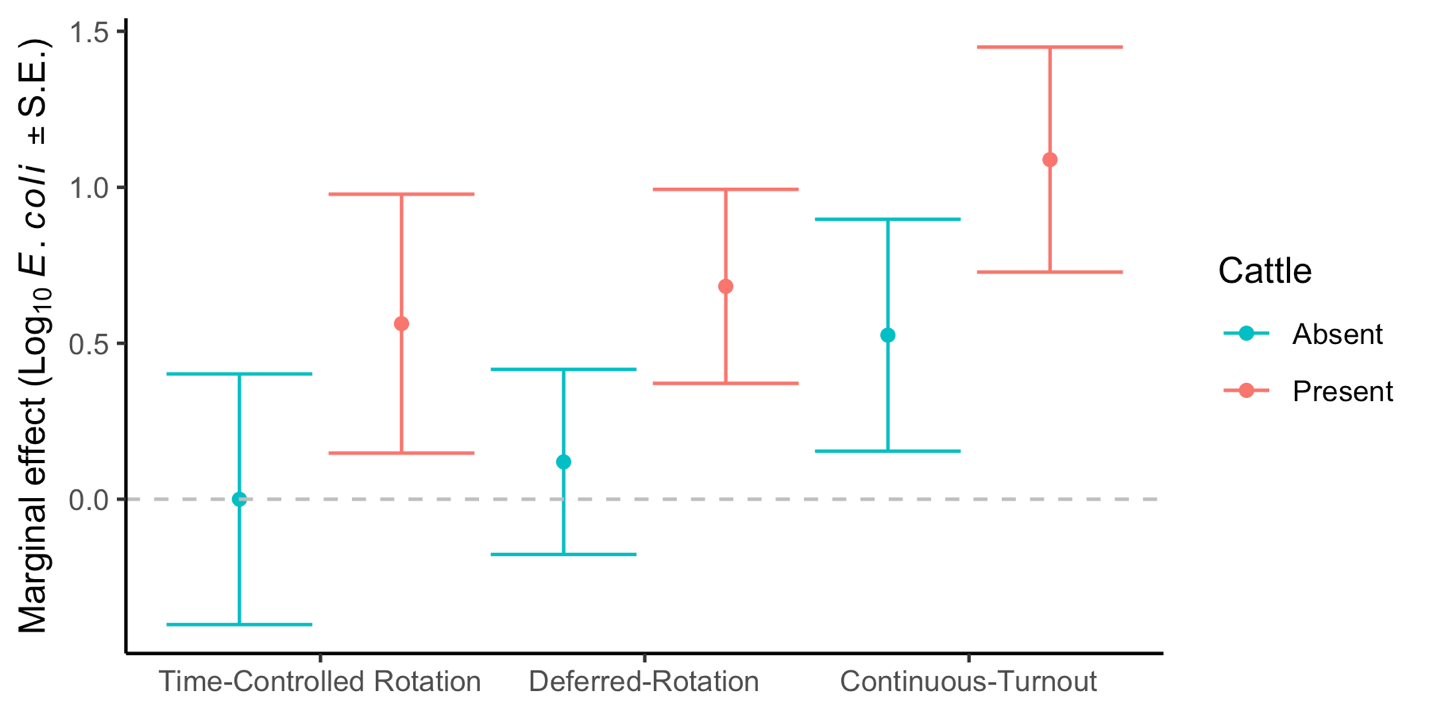 Marginal effect (Log₁₀ E. coli ± S.E.)
1.5
1.0
0.5
0.0
Time-Controlled Rotation
Deferred-Rotation
Continuous-Turnout
Cattle
Absent
Present